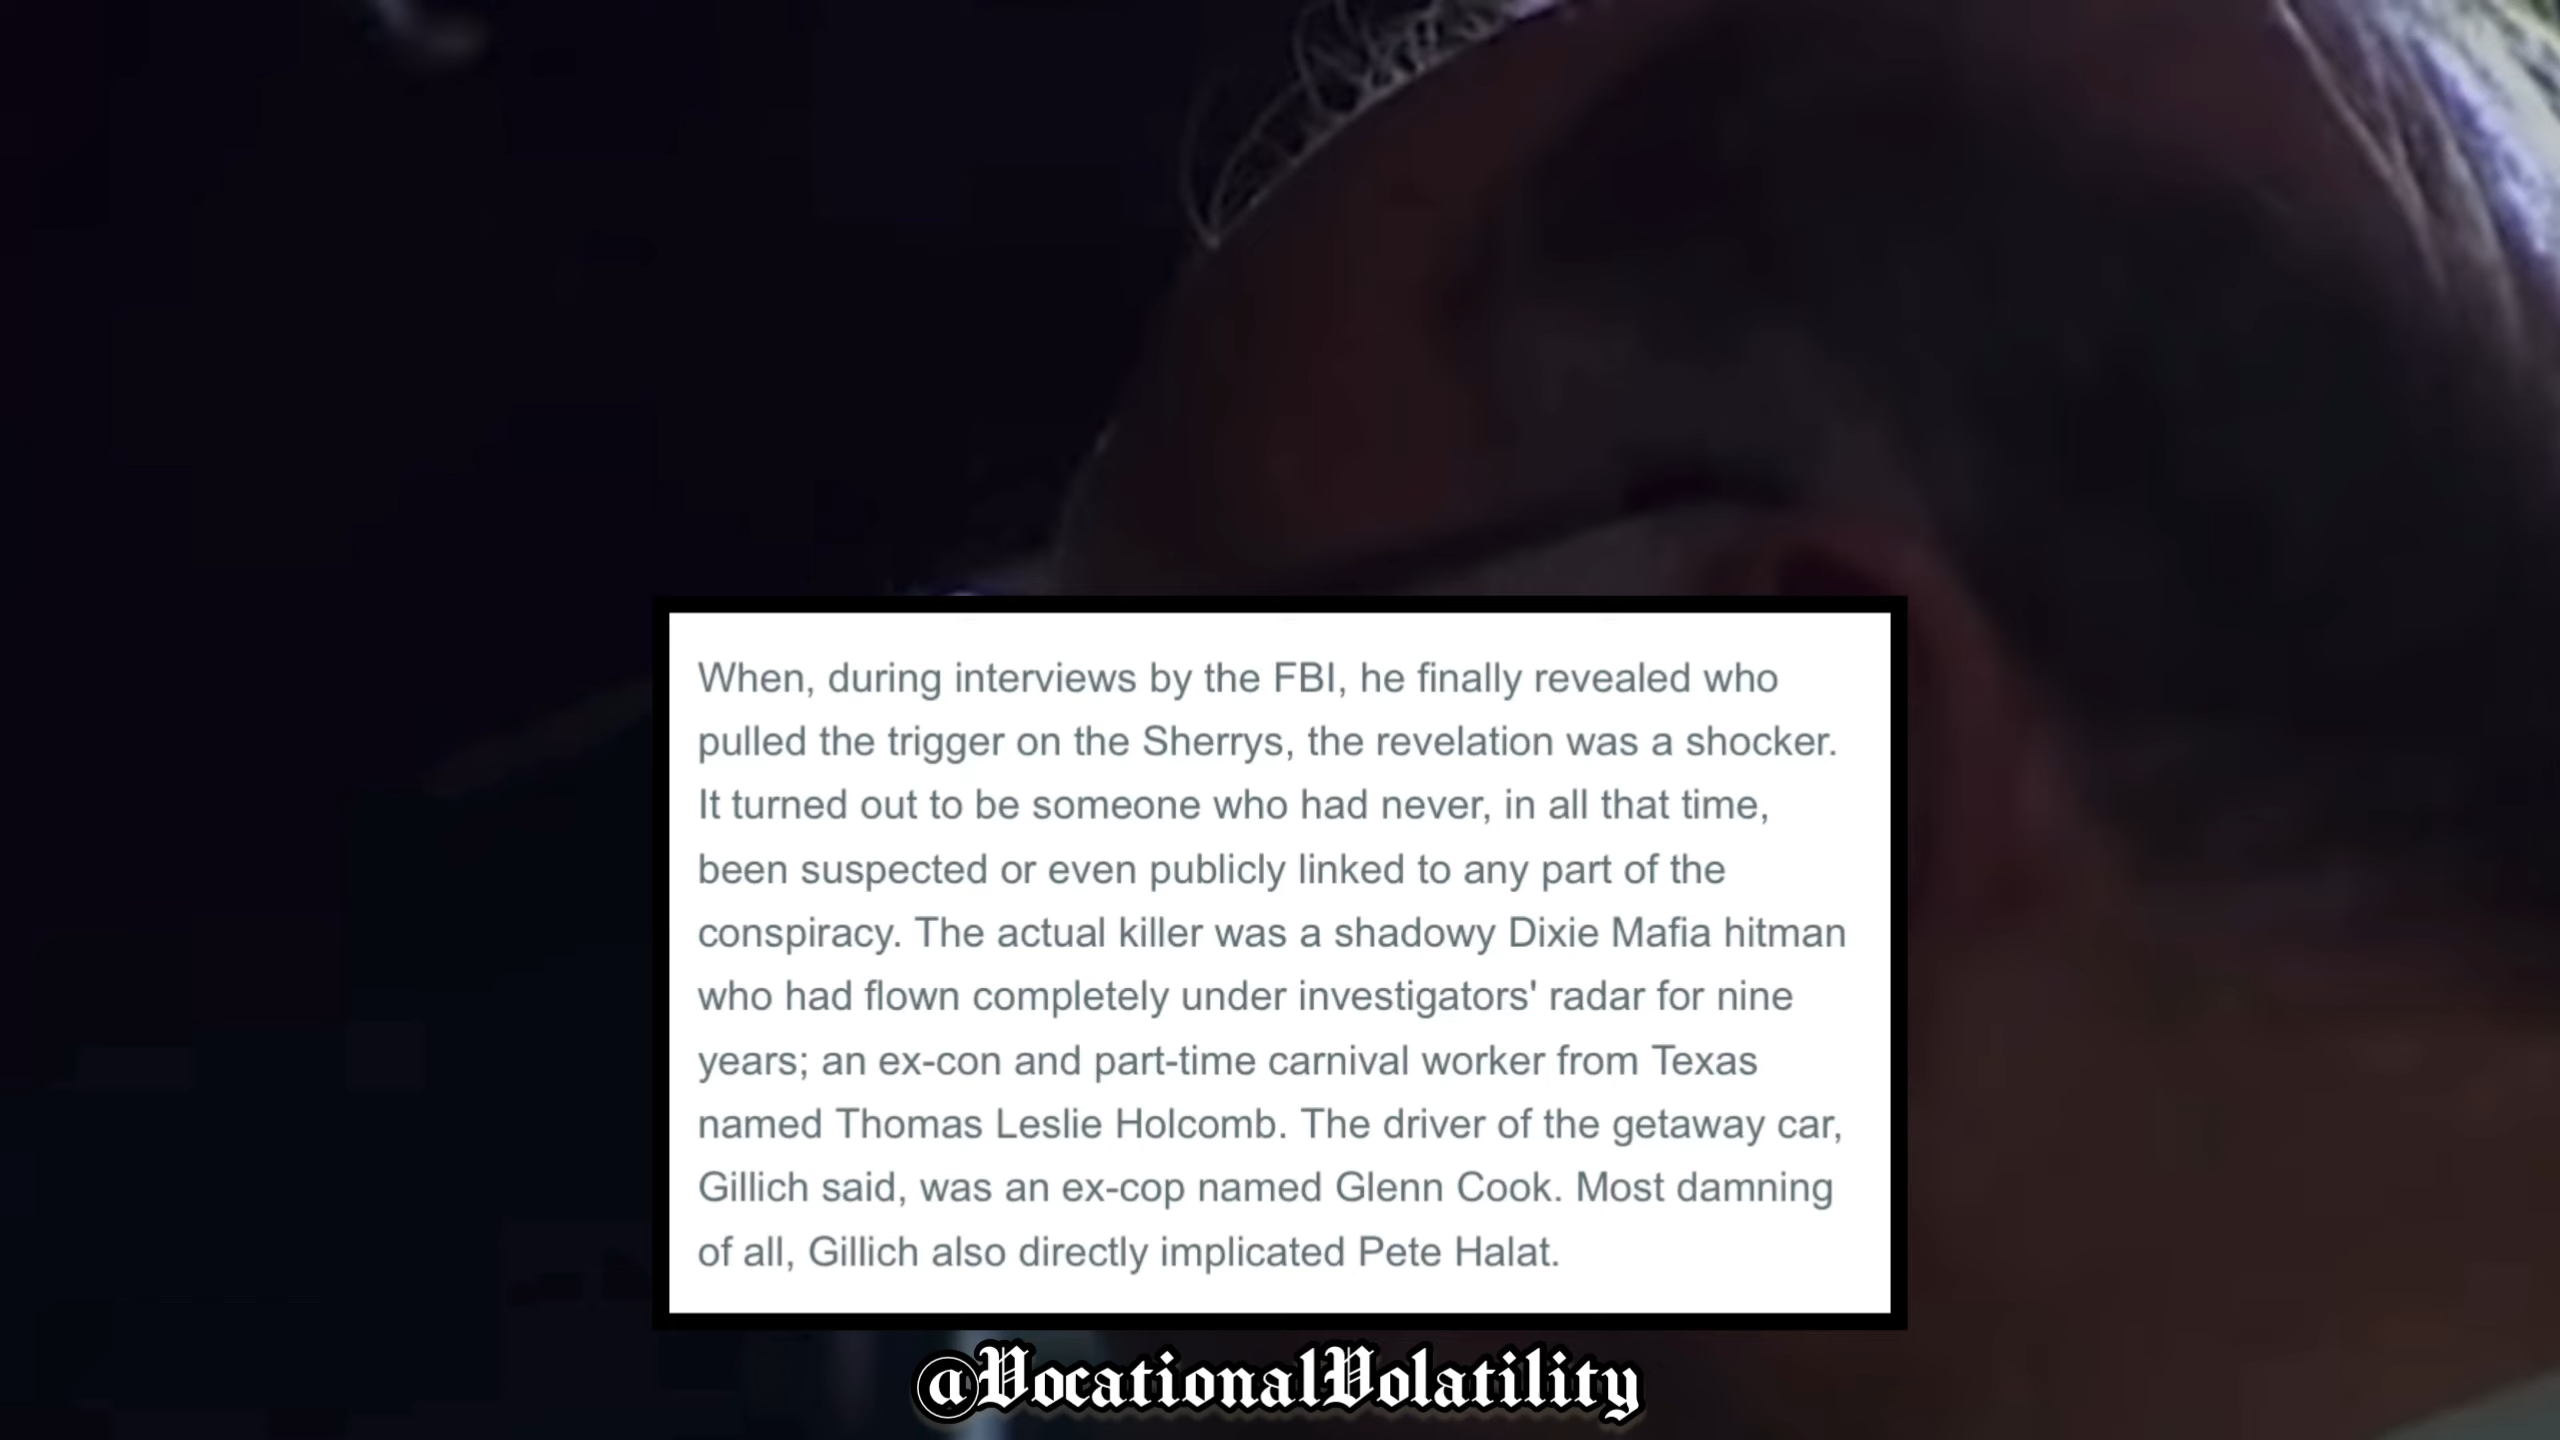 When, during interviews by the FBI, he finally revealed who
pulled the trigger on the Sherrys, the revelation was a shocker.
It turned out to be someone who had never, in all that time,
been suspected or even publicly linked to any part of the
conspiracy. The actual killer was a shadowy Dixie Mafia hitman
who had flown completely under investigators' radar for nine
years; an ex-con and part-time carnival worker from Texas
named Thomas Leslie Holcomb. The driver of the getaway car,
Gillich said, was an ex-cop named Glenn Cook. Most damning
of all, Gillich also directly implicated Pete Halat.
@VocationalVolatility